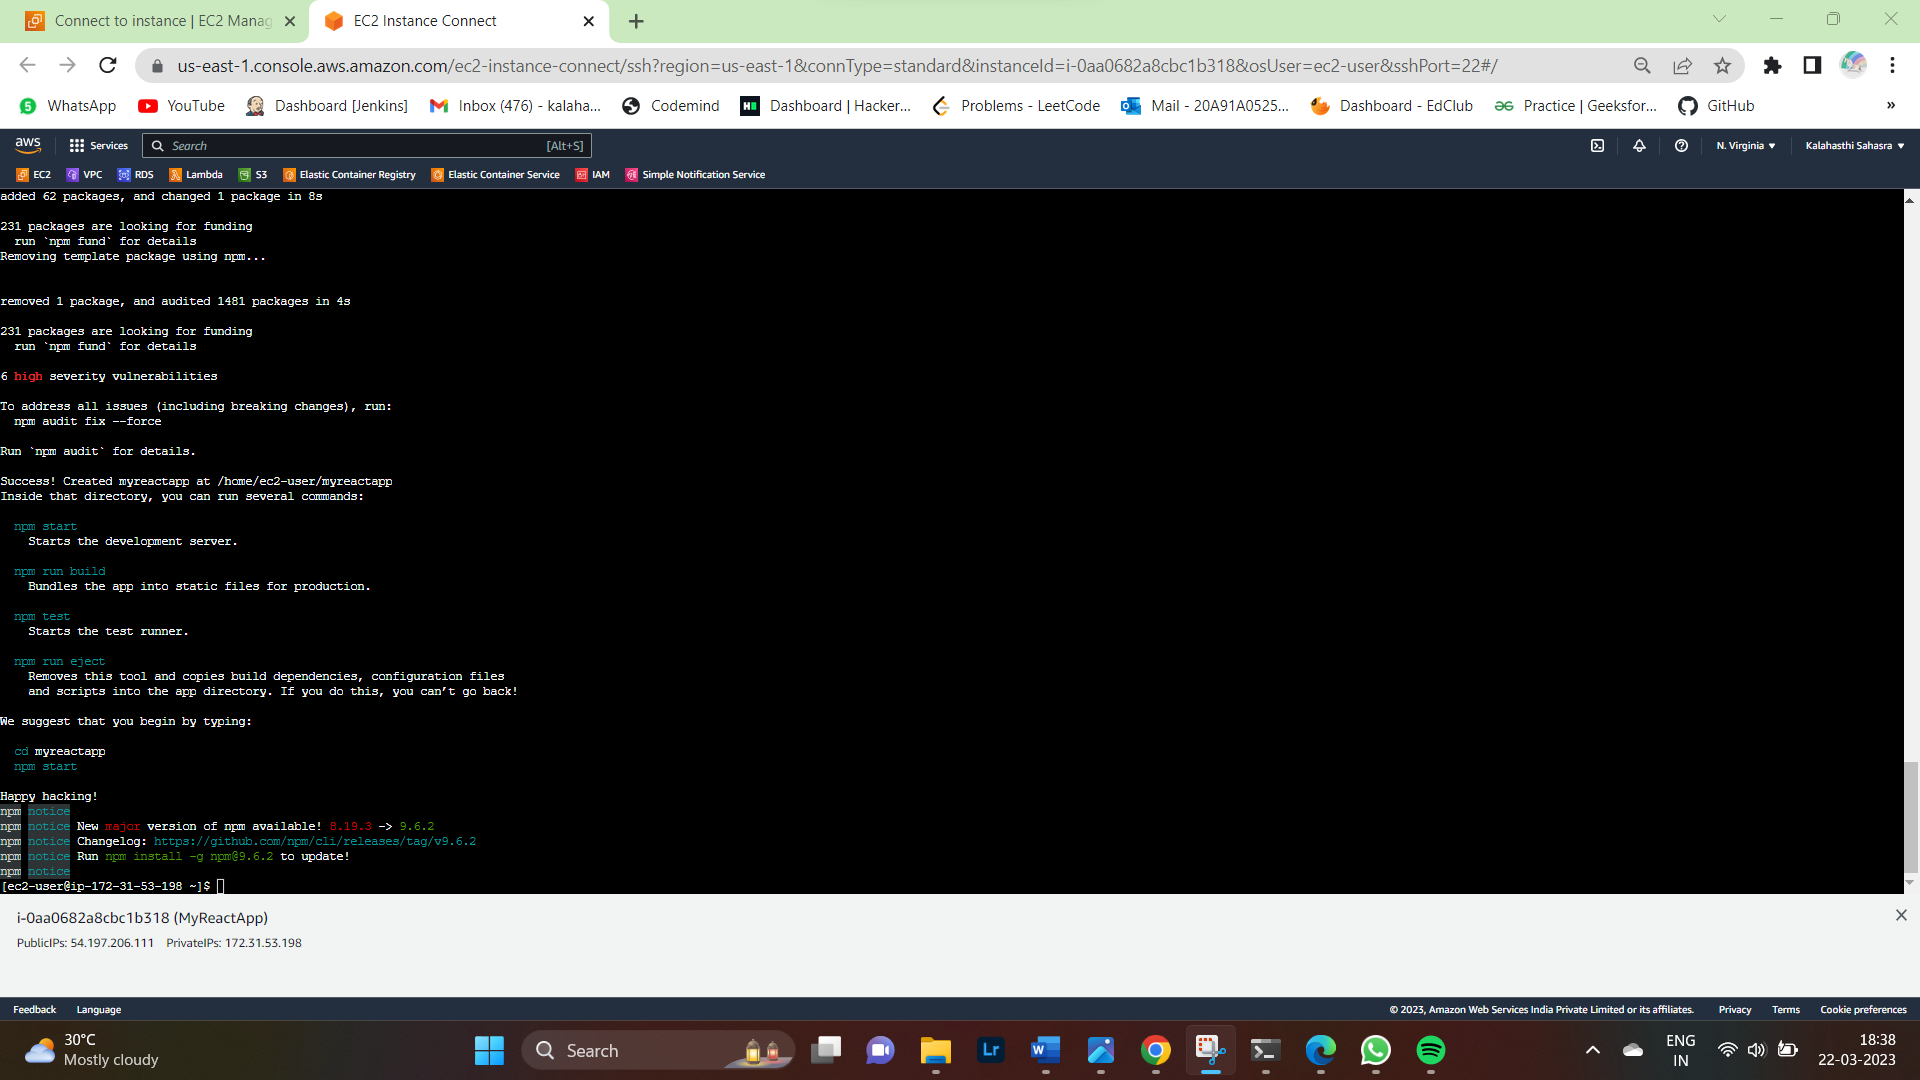 Connect to instance | EC2 Manag
EC2 Instance Connect
us-east-1.console.aws.amazon.com/ec2-instance-connect/ssh?region=us-east-1&connType=standard&instanceId=i-0aa0682a8cbc1b318&osUser=ec2-user&sshPort=22#/
WhatsApp YouTube Dashboard [Jenkins] Inbox (476) - kalaha... Codemind Dashboard | Hacker... Problems - LeetCode Mail - 20A91A0525... Dashboard - EdClub Practice | Geeksfor... GitHub »
aws Services Search [Alt+S] N. Virginia Kalahasthi Sahasra
EC2 VPC RDS Lambda S3 Elastic Container Registry Elastic Container Service IAM Simple Notification Service
added 62 packages, and changed 1 package in 8s
231 packages are looking for funding
run `npm fund` for details
Removing template package using npm...
removed 1 package, and audited 1481 packages in 4s
231 packages are looking for funding
run `npm fund` for details
6 high severity vulnerabilities
To address all issues (including breaking changes), run:
npm audit fix --force
Run `npm audit` for details.
Success! Created myreactapp at /home/ec2-user/myreactapp
Inside that directory, you can run several commands:
npm start
Starts the development server.
npm run build
Bundles the app into static files for production.
npm test
Starts the test runner.
npm run eject
Removes this tool and copies build dependencies, configuration files
and scripts into the app directory. If you do this, you can’t go back!
We suggest that you begin by typing:
cd myreactapp
npm start
Happy hacking!
npm notice
npm notice New major version of npm available! 8.19.3 -> 9.6.2
npm notice Changelog: https://github.com/npm/cli/releases/tag/v9.6.2
npm notice Run npm install -g npm@9.6.2 to update!
npm notice
[ec2-user@ip-172-31-53-198 ~]$
i-0aa0682a8cbc1b318 (MyReactApp)
PublicIPs: 54.197.206.111 PrivateIPs: 172.31.53.198
Feedback Language © 2023, Amazon Web Services India Private Limited or its affiliates. Privacy Terms Cookie preferences
30°C
Mostly cloudy
Search
Lr
W
ENG
IN
18:38
22-03-2023